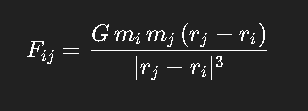 F_{ij} = \frac{G m_i m_j (r_j - r_i)}{|r_j - r_i|^3}